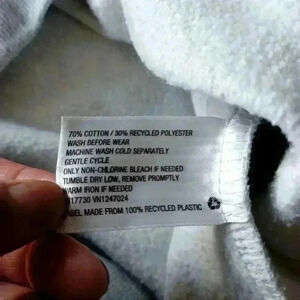 70% COTTON / 30% RECYCLED POLYESTER
WASH BEFORE WEAR
MACHINE WASH COLD SEPARATELY
GENTLE CYCLE
ONLY NON-CHLORINE BLEACH IF NEEDED
TUMBLE DRY LOW, REMOVE PROMPTLY
WARM IRON IF NEEDED
17730 VN1247024
LABEL MADE FROM 100% RECYCLED PLASTIC